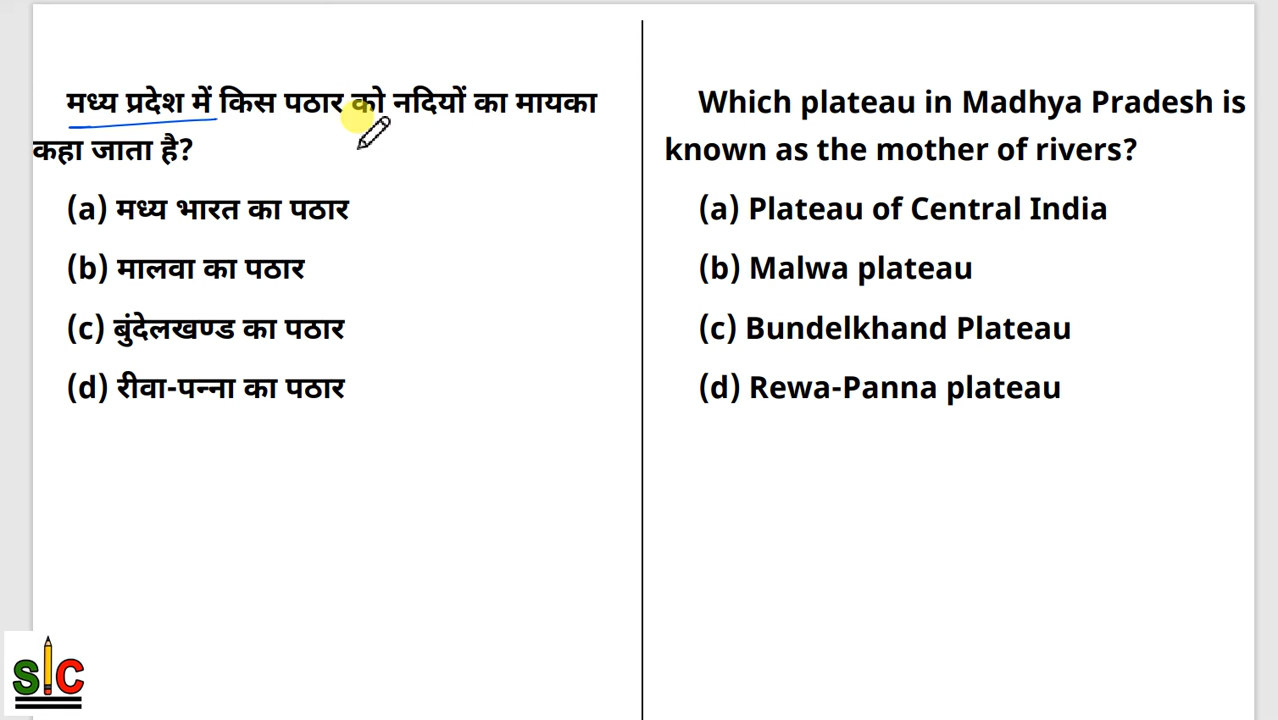 मध्य प्रदेश में किस पठार को नदियों का मायका
कहा जाता है?
(a) मध्य भारत का पठार
(b) मालवा का पठार
(c) बुंदेलखण्ड का पठार
(d) रीवा-पन्ना का पठार
Which plateau in Madhya Pradesh is
known as the mother of rivers?
(a) Plateau of Central India
(b) Malwa plateau
(c) Bundelkhand Plateau
(d) Rewa-Panna plateau
SIC